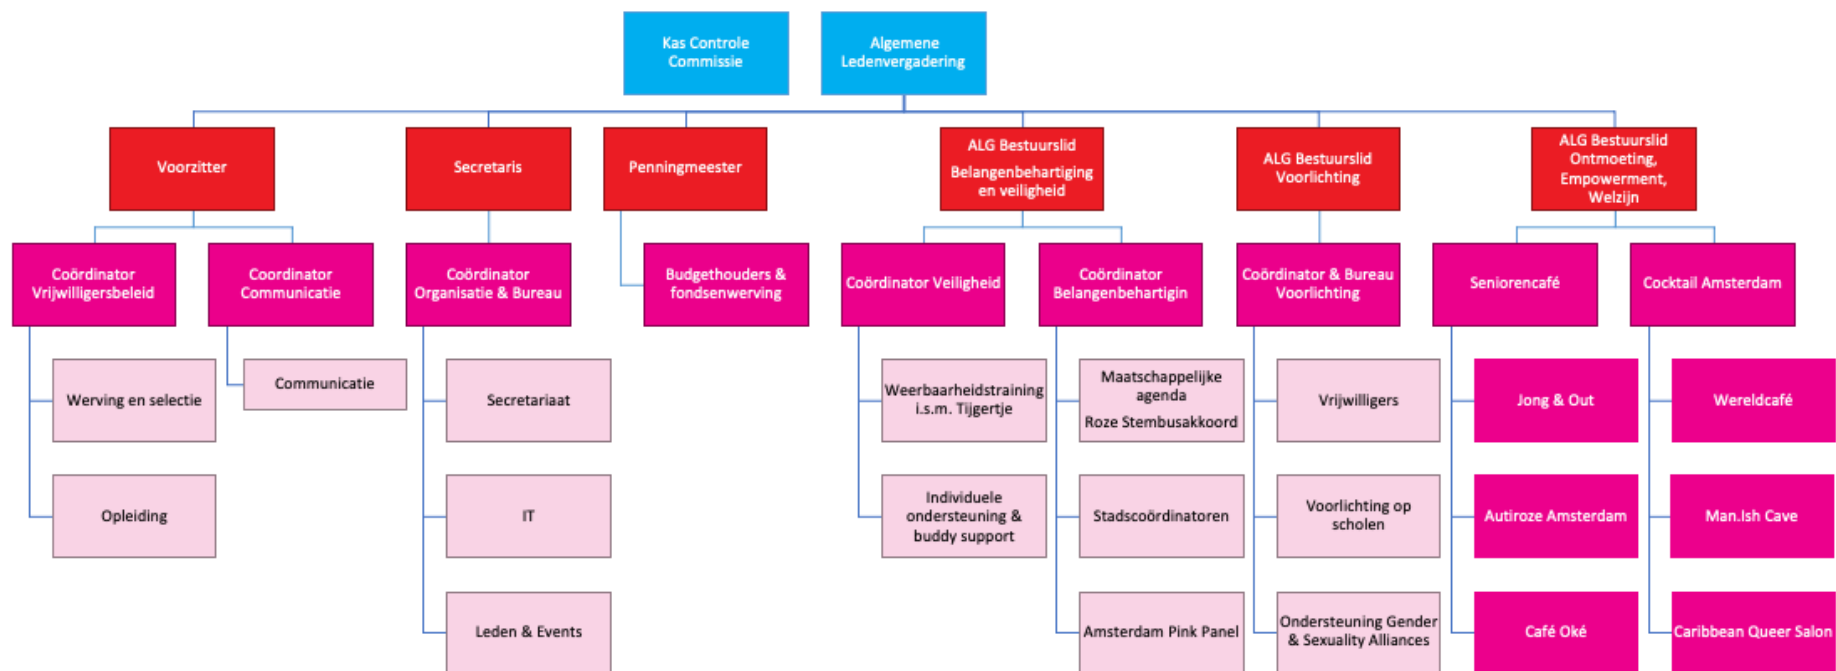 Kas Controle
Commissie
Algemene
Ledenvergadering
Voorzitter
Secretaris
Penningmeester
ALG Bestuurslid
Belangenbehartiging
en veiligheid
ALG Bestuurslid
Voorlichting
ALG Bestuurslid
Ontmoeting,
Empowerment,
Welzijn
Coördinator
Vrijwilligersbeleid
Coordinator
Communicatie
Coördinator
Organisatie & Bureau
Budgethouders &
fondsenwerving
Coördinator Veiligheid
Coördinator
Belangenbehartigin
Coördinator & Bureau
Voorlichting
Seniorencafé
Cocktail Amsterdam
Werving en selectie
Communicatie
Secretariaat
Weerbaarheidstraining
i.s.m. Tijgertje
Maatschappelijke
agenda
Roze Stembusakkoord
Vrijwilligers
Jong & Out
Wereldcafé
Opleiding
IT
Individuele
ondersteuning &
buddy support
Stadscoördinatoren
Voorlichting op
scholen
Autiroze Amsterdam
Man.Ish Cave
Leden & Events
Amsterdam Pink Panel
Ondersteuning Gender
& Sexuality Alliances
Café Oké
Caribbean Queer Salon